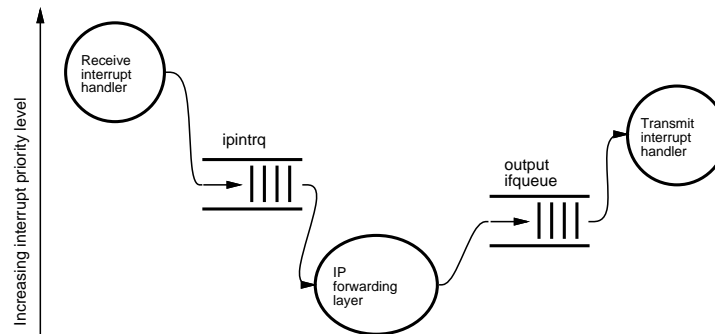 Increasing interrupt priority level
Receive
interrupt
handler
ipintrq
IP
forwarding
layer
output
ifqueue
Transmit
interrupt
handler